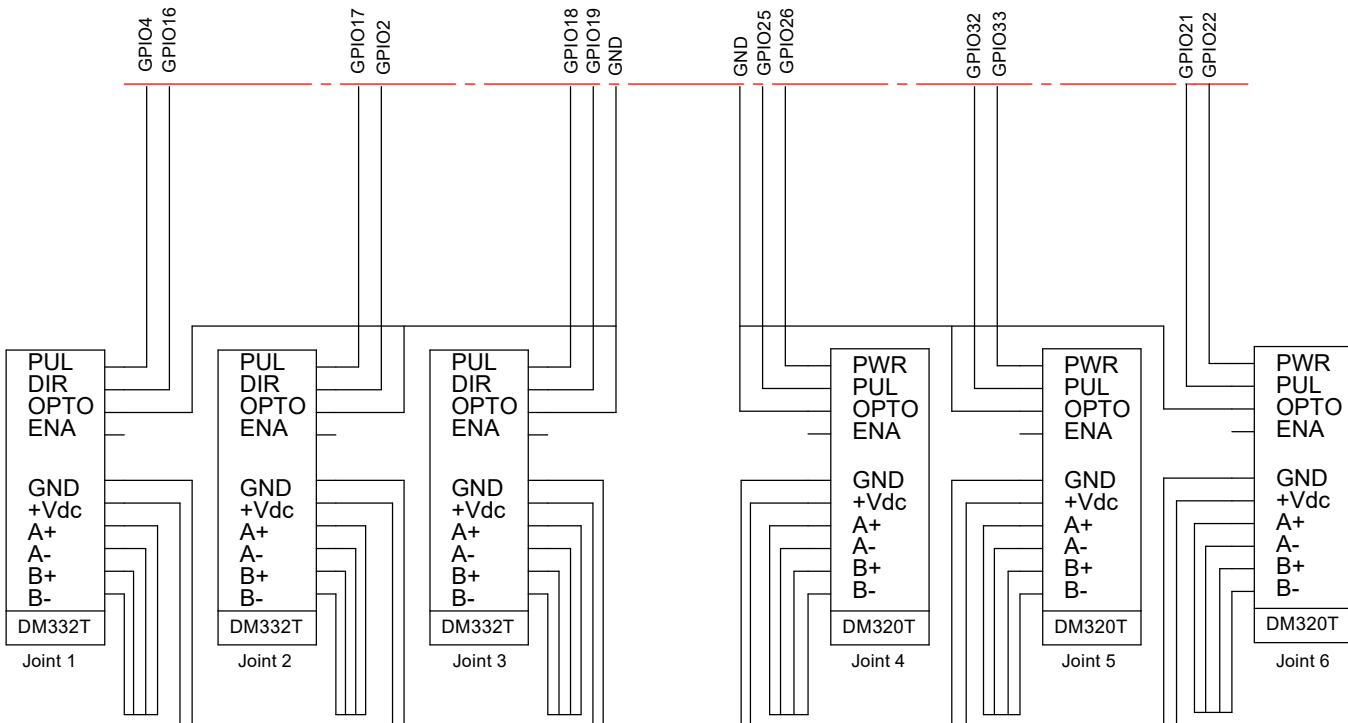 GPIO4
GPIO16
GPIO17
GPIO2
GPIO18
GPIO19
GND
GND
GPIO25
GPIO26
GPIO32
GPIO33
GPIO21
GPIO22
PUL
DIR
OPTO
ENA
GND
+Vdc
A+
A-
B+
B-
DM332T
Joint 1
PUL
DIR
OPTO
ENA
GND
+Vdc
A+
A-
B+
B-
DM332T
Joint 2
PUL
DIR
OPTO
ENA
GND
+Vdc
A+
A-
B+
B-
DM332T
Joint 3
PWR
PUL
OPTO
ENA
GND
+Vdc
A+
A-
B+
B-
DM320T
Joint 4
PWR
PUL
OPTO
ENA
GND
+Vdc
A+
A-
B+
B-
DM320T
Joint 5
PWR
PUL
OPTO
ENA
GND
+Vdc
A+
A-
B+
B-
DM320T
Joint 6